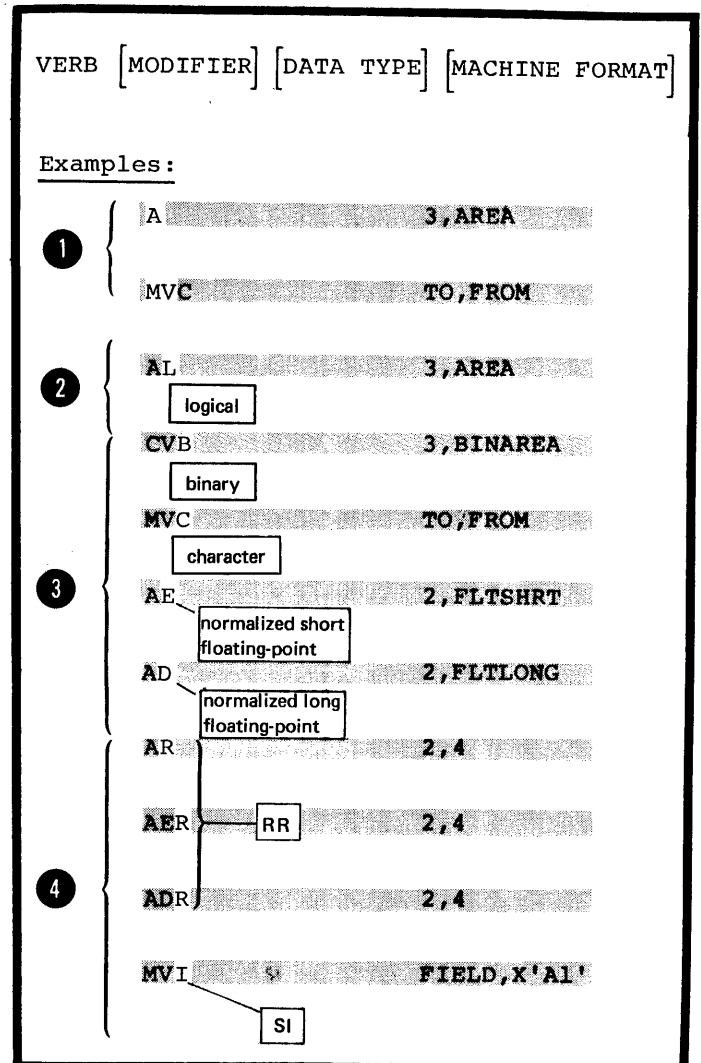 VERB [MODIFIER] [DATA TYPE] [MACHINE FORMAT]
Examples:
1
A 3,AREA
MVC TO,FROM
2
AL 3,AREA
logical
3
CVB 3,BINAREA
binary
MVC TO,FROM
character
AE 2,FLTSHRT
normalized short
floating-point
AD 2,FLTLONG
normalized long
floating-point
4
AR 2,4
AER RR 2,4
ADR 2,4
MVI FIELD,X'A1'
SI